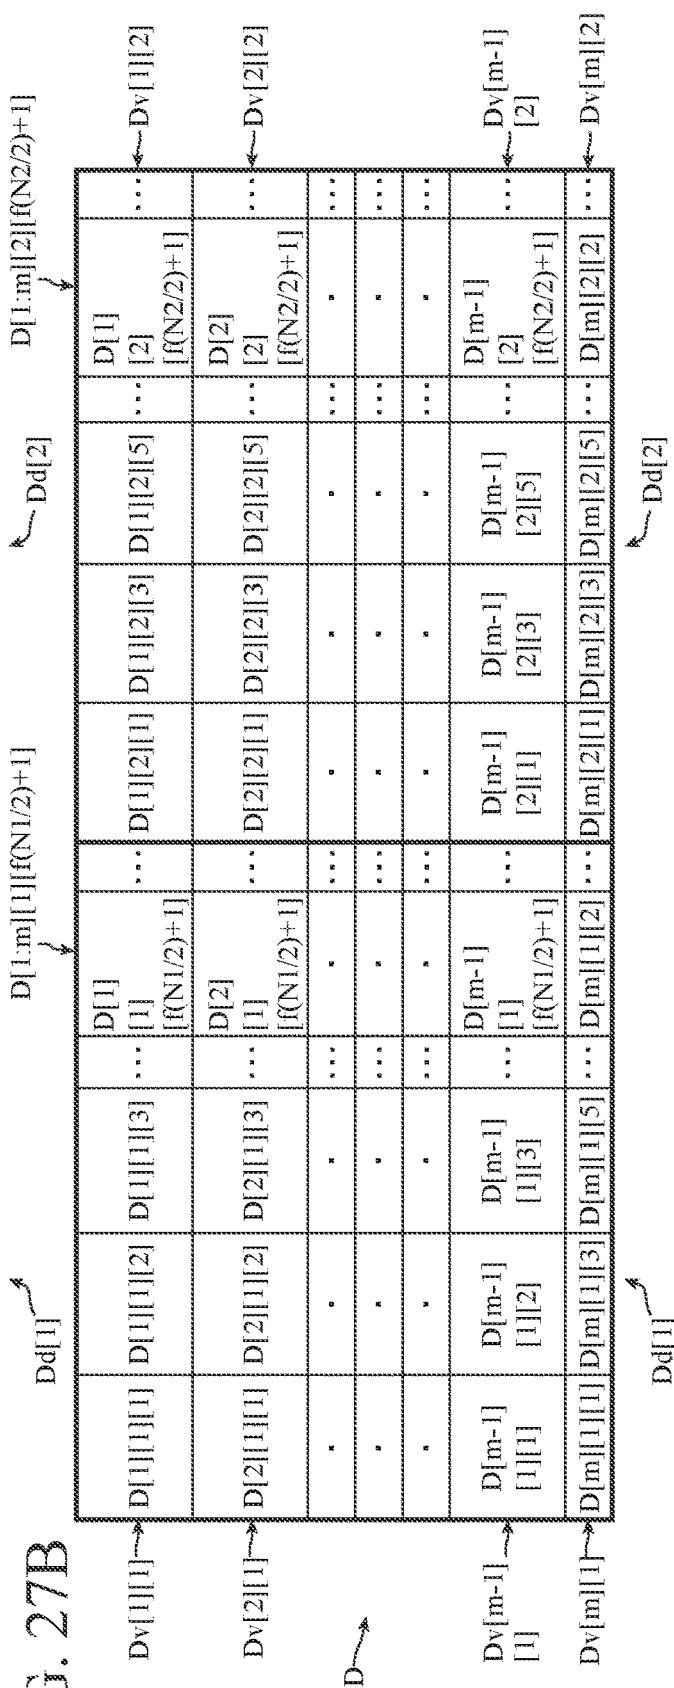 G. 27B
Dd[1]
D[1:m][1][f(N1/2)+1]
Dd[2]
D[1:m][2][f(N2/2)+1]
Dv[1][1]
D[1][1][1]
D[1][1][2]
D[1][1][3]
...
D[1]
[1]
[f(N1/2)+1]
...
D[1][2][1]
D[1][2][3]
D[1][2][5]
...
D[1]
[2]
[f(N2/2)+1]
...
Dv[1][2]
Dv[2][1]
D[2][1][1]
D[2][1][2]
D[2][1][3]
...
D[2]
[1]
[f(N1/2)+1]
...
D[2][2][1]
D[2][2][3]
D[2][2][5]
...
D[2]
[2]
[f(N2/2)+1]
...
Dv[2][2]
D
. . . ... . ... . . . ... . ...
. . . ... . ... . . . ... . ...
. . . ... . ... . . . ... . ...
Dv[m-1]
[1]
D[m-1]
[1][1]
D[m-1]
[1][2]
D[m-1]
[1][3]
...
D[m-1]
[1]
[f(N1/2)+1]
...
D[m-1]
[2][1]
D[m-1]
[2][3]
D[m-1]
[2][5]
...
D[m-1]
[2]
[f(N2/2)+1]
...
Dv[m-1]
[2]
Dv[m][1]
D[m][1][1]
D[m][1][3]
D[m][1][5]
...
D[m][1][2]
...
D[m][2][1]
D[m][2][3]
D[m][2][5]
...
D[m][2][2]
...
Dv[m][2]
Dd[1]
Dd[2]